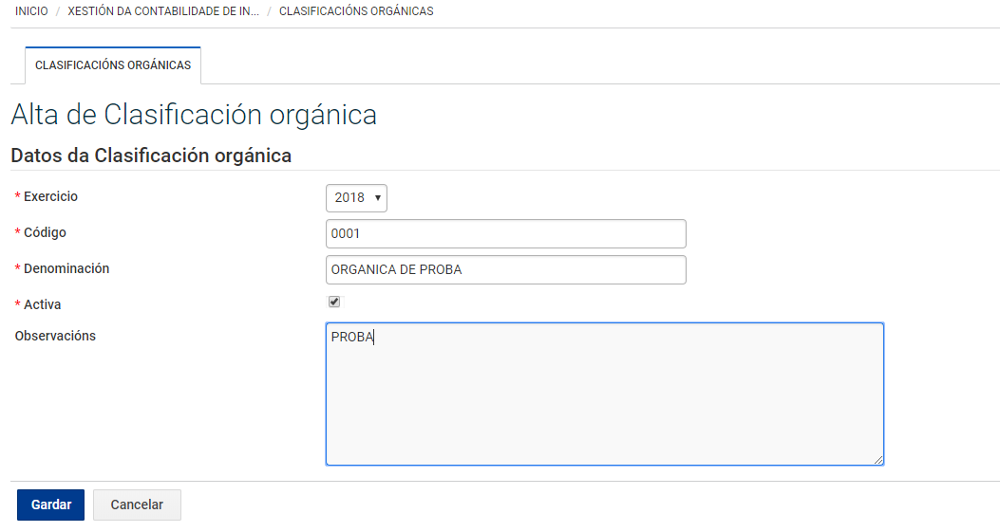 INICIO / XESTIÓN DA CONTABILIDADE DE IN... / CLASIFICACIÓNS ORGÁNICAS
CLASIFICACIÓNS ORGÁNICAS
Alta de Clasificación orgánica
Datos da Clasificación orgánica
* Exercicio 2018
* Código 0001
* Denominación ORGANICA DE PROBA
* Activa
Observacións PROBA
Gardar Cancelar